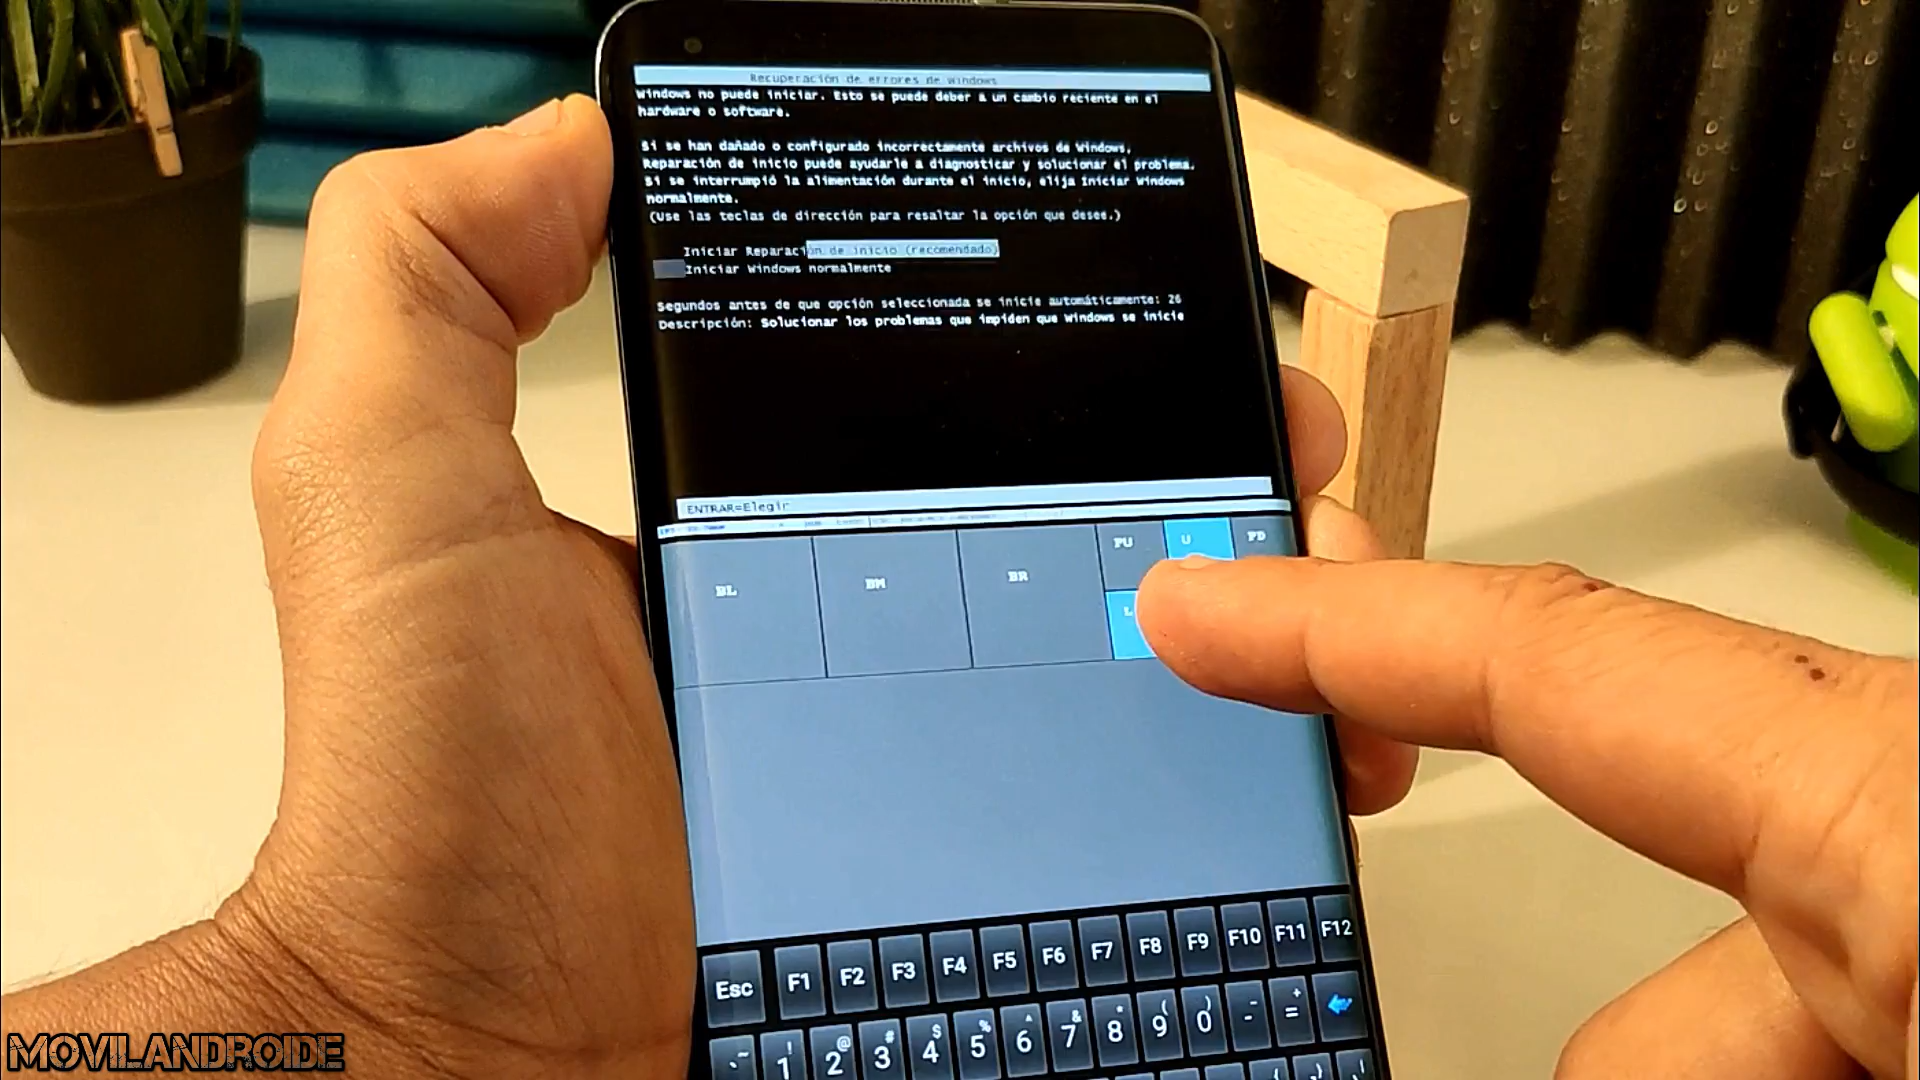 Recuperación de errores de Windows
Windows no puede iniciar. Esto se puede deber a un cambio reciente en el
hardware o software.
Si se han dañado o configurado incorrectamente archivos de Windows,
Reparación de inicio puede ayudarle a diagnosticar y solucionar el problema.
Si se interrumpió la alimentación durante el inicio, elija Iniciar Windows
normalmente.
(Use las teclas de dirección para resaltar la opción que desee.)
Iniciar Reparación de inicio (recomendado)
Iniciar Windows normalmente
Segundos antes de que opción seleccionada se inicie automáticamente: 26
Descripción: Solucionar los problemas que impiden que Windows se inicie
ENTRAR=Elegir
BL BM BR PU U PD
L
Esc F1 F2 F3 F4 F5 F6 F7 F8 F9 F10 F11 F12
` ~ 1 ! 2 @ 3 # 4 $ 5 % 6 ^ 7 & 8 * 9 ( 0 ) - = +
MOVILANDROIDE